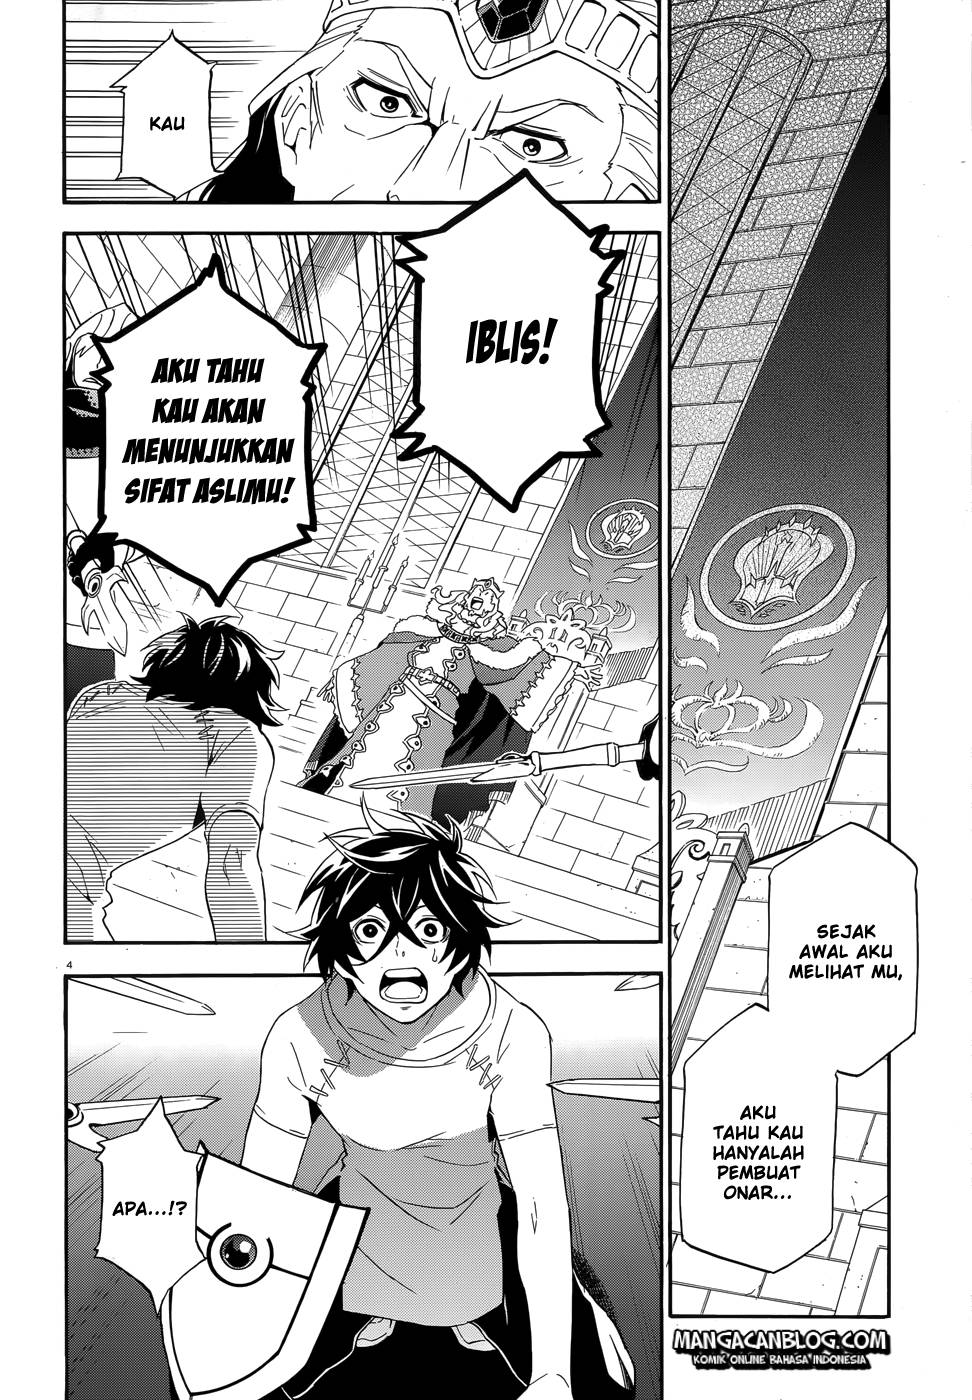 KAU
IBLIS!
AKU TAHU
KAU AKAN
MENUNJUKKAN
SIFAT ASLIMU!
SEJAK
AWAL AKU
MELIHAT MU,
AKU
TAHU KAU
HANYALAH
PEMBUAT
ONAR...
4
APA...!?
MANGACANBLOG.COM
KOMIK ONLINE BAHASA INDONESIA